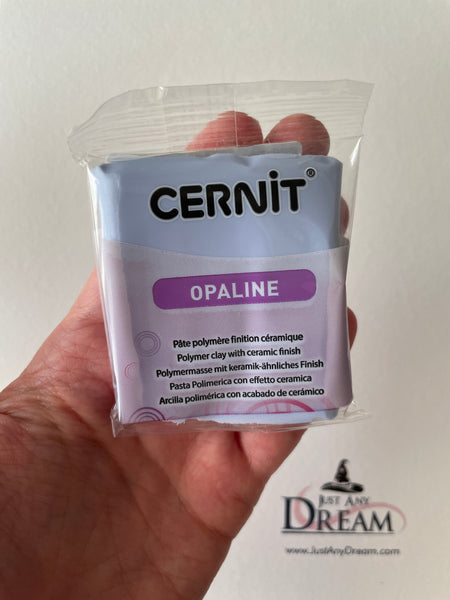 CERNiT®
OPALINE
Pâte polymère finition céramique
Polymer clay with ceramic finish
Polymermasse mit keramik-ähnliches Finish
Pasta Polimerica con effetto ceramica
Arcilla polimérica con acabado de cerámico
JUST ANY
DREAM
www.JustAnyDream.com